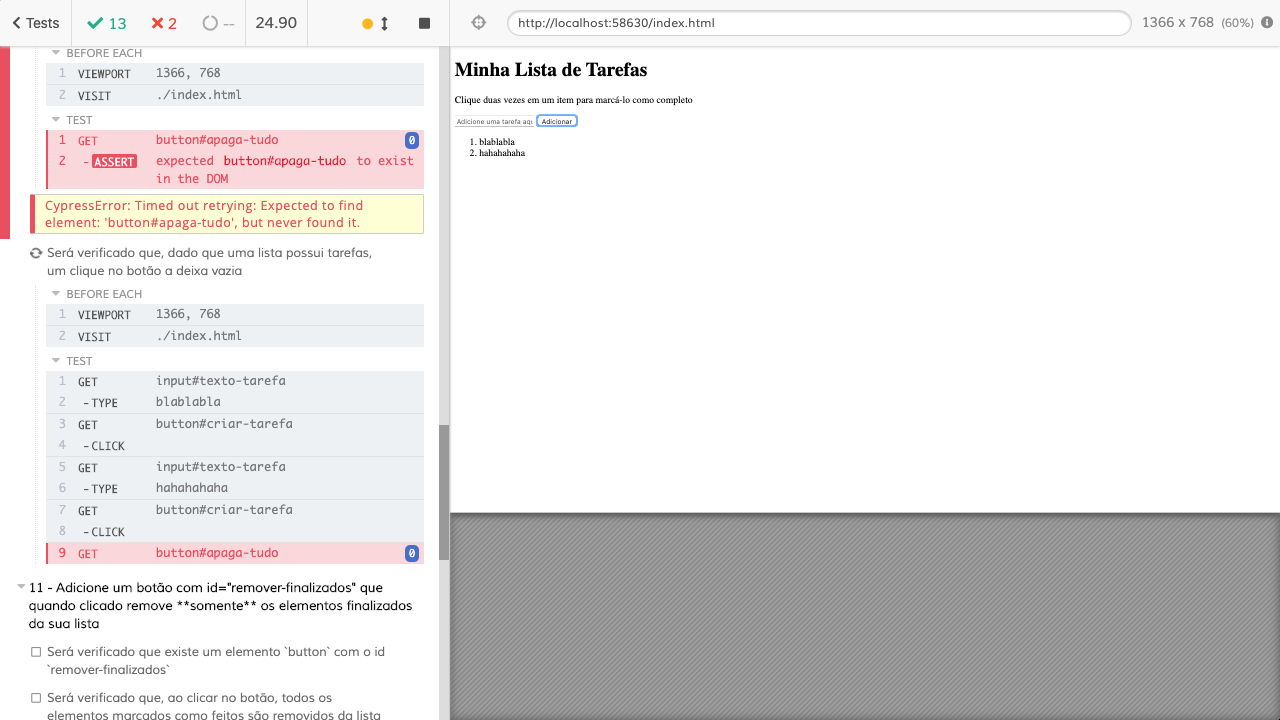 Tests
13
2
--
24.90
http://localhost:58630/index.html
1366 x 768 (60%)
BEFORE EACH
1 VIEWPORT 1366, 768
2 VISIT ./index.html
TEST
1 GET button#apaga-tudo 0
2 -ASSERT expected button#apaga-tudo to exist
in the DOM
CypressError: Timed out retrying: Expected to find
element: 'button#apaga-tudo', but never found it.
Será verificado que, dado que uma lista possui tarefas,
um clique no botão a deixa vazia
BEFORE EACH
1 VIEWPORT 1366, 768
2 VISIT ./index.html
TEST
1 GET input#texto-tarefa
2 -TYPE blablabla
3 GET button#criar-tarefa
4 -CLICK
5 GET input#texto-tarefa
6 -TYPE hahahahaha
7 GET button#criar-tarefa
8 -CLICK
9 GET button#apaga-tudo 0
11 - Adicione um botão com id="remover-finalizados" que
quando clicado remove **somente** os elementos finalizados
da sua lista
Será verificado que existe um elemento `button` com o id
`remover-finalizados`
Será verificado que, ao clicar no botão, todos os
elementos marcados como feitos são removidos da lista
Minha Lista de Tarefas
Clique duas vezes em um item para marcá-lo como completo
Adicione uma tarefa aqu Adicionar
1. blablabla
2. hahahahaha